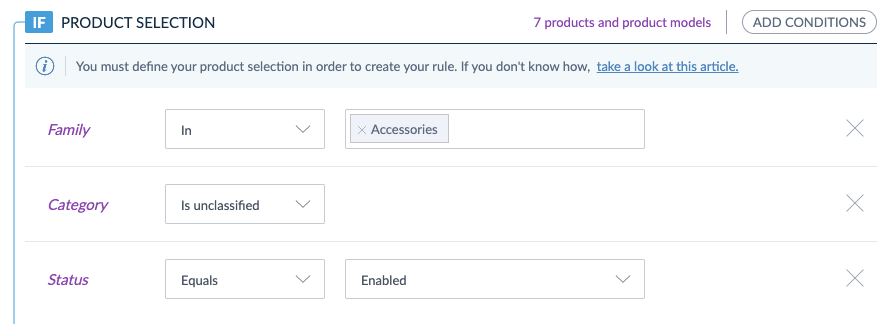 IF PRODUCT SELECTION 7 products and product models ADD CONDITIONS
i You must define your product selection in order to create your rule. If you don't know how, take a look at this article.
Family In × Accessories
Category Is unclassified
Status Equals Enabled